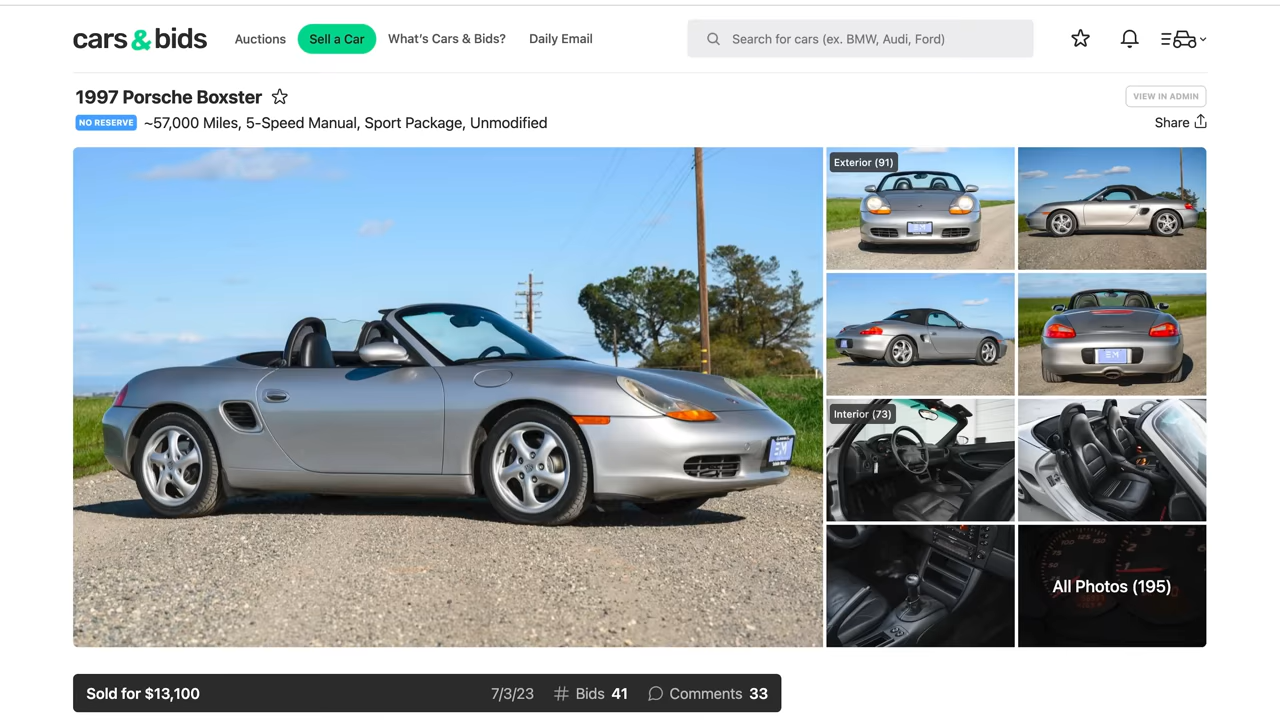 cars & bids
Auctions
Sell a Car
What's Cars & Bids?
Daily Email
Search for cars (ex. BMW, Audi, Ford)
1997 Porsche Boxster
VIEW IN ADMIN
NO RESERVE ~57,000 Miles, 5-Speed Manual, Sport Package, Unmodified
Share
Exterior (91)
Interior (73)
All Photos (195)
Sold for $13,100
7/3/23
Bids 41
Comments 33